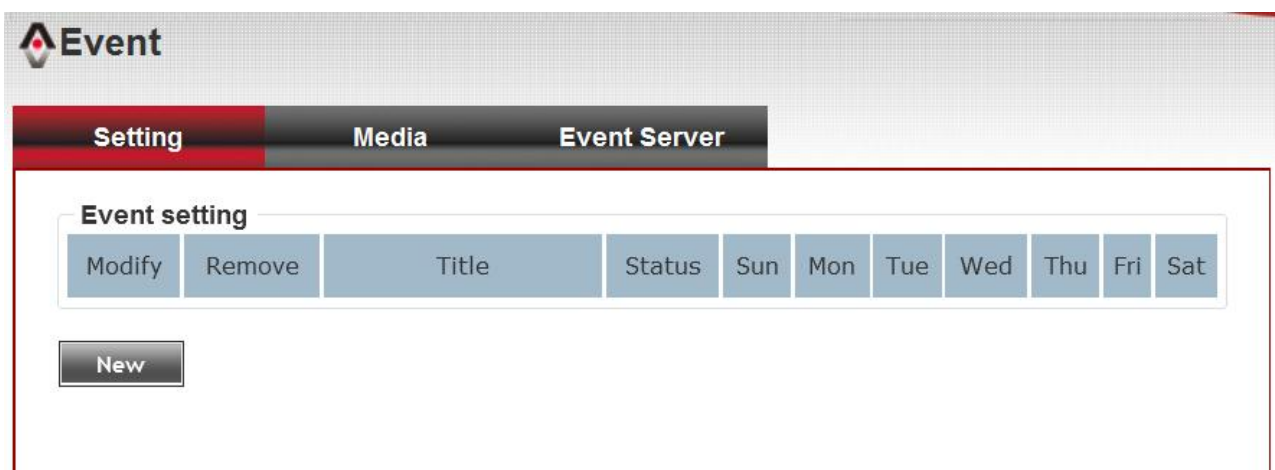 Event
Setting Media Event Server
Event setting
Modify Remove Title Status Sun Mon Tue Wed Thu Fri Sat
New